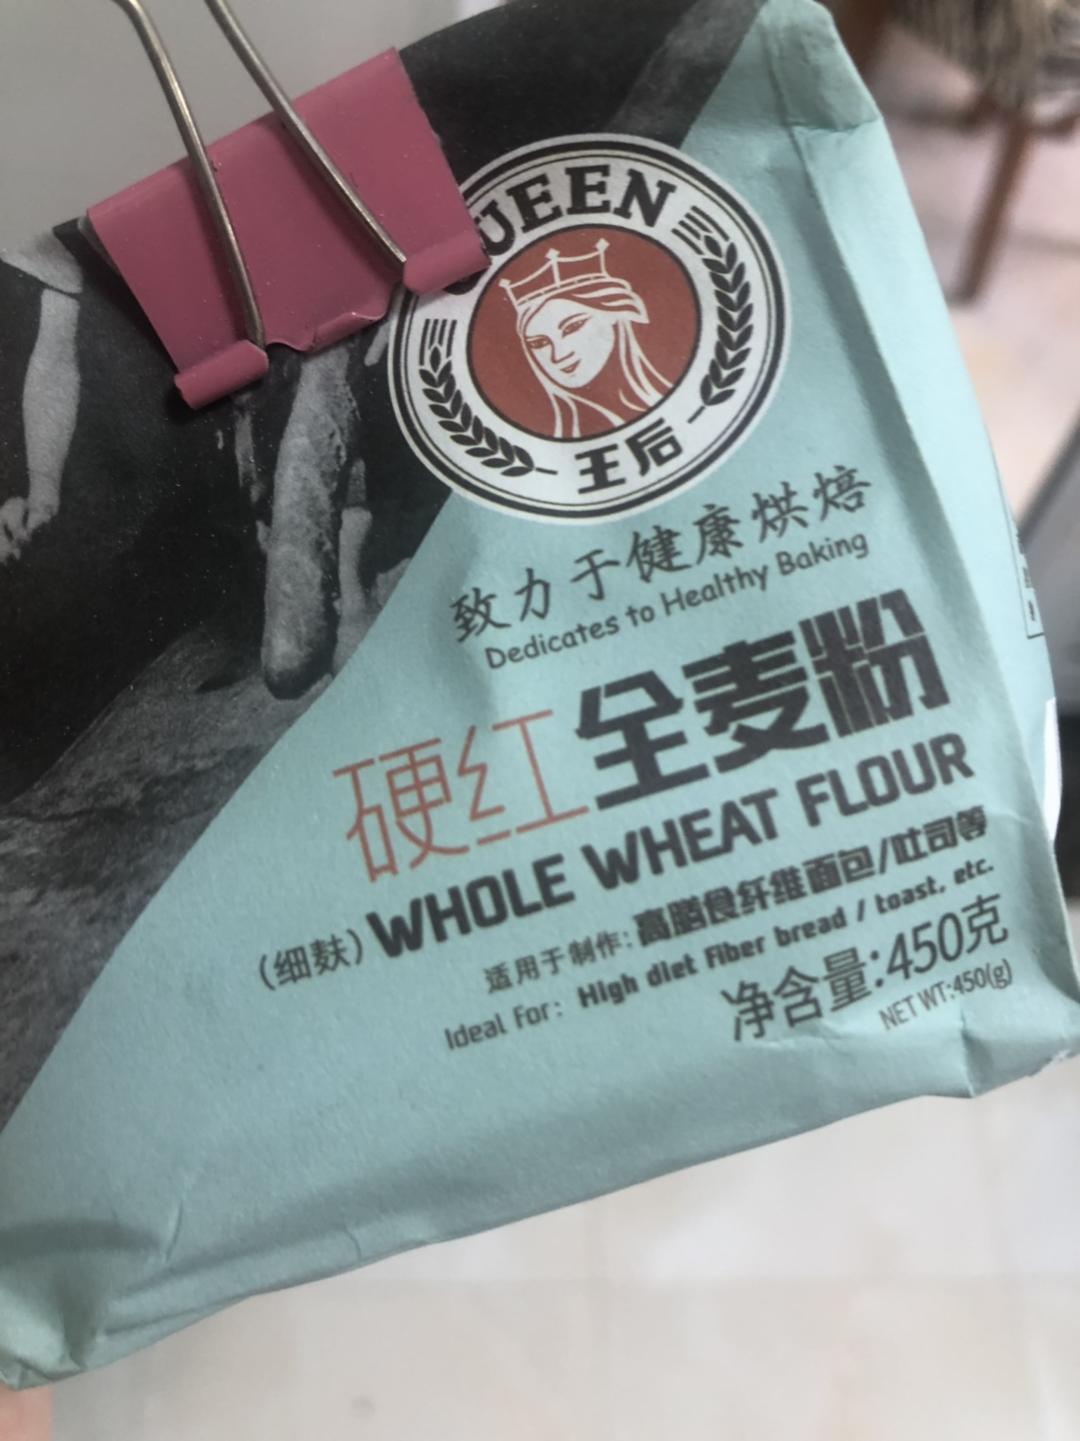 UEEN
王后
致力于健康烘焙
Dedicates to Healthy Baking
硬红全麦粉
(细麸) WHOLE WHEAT FLOUR
适用于制作:高膳食纤维面包/吐司等
Ideal For: High diet Fiber bread / toast, etc.
净含量:450克
NET WT:450(g)